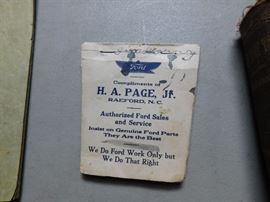 Ford
Compliments of
H. A. PAGE, JR.
RAEFORD, N. C.
Authorized Ford Sales
and Service
Insist on Genuine Ford Parts
They Are the Best
We Do Ford Work Only but
We Do That Right